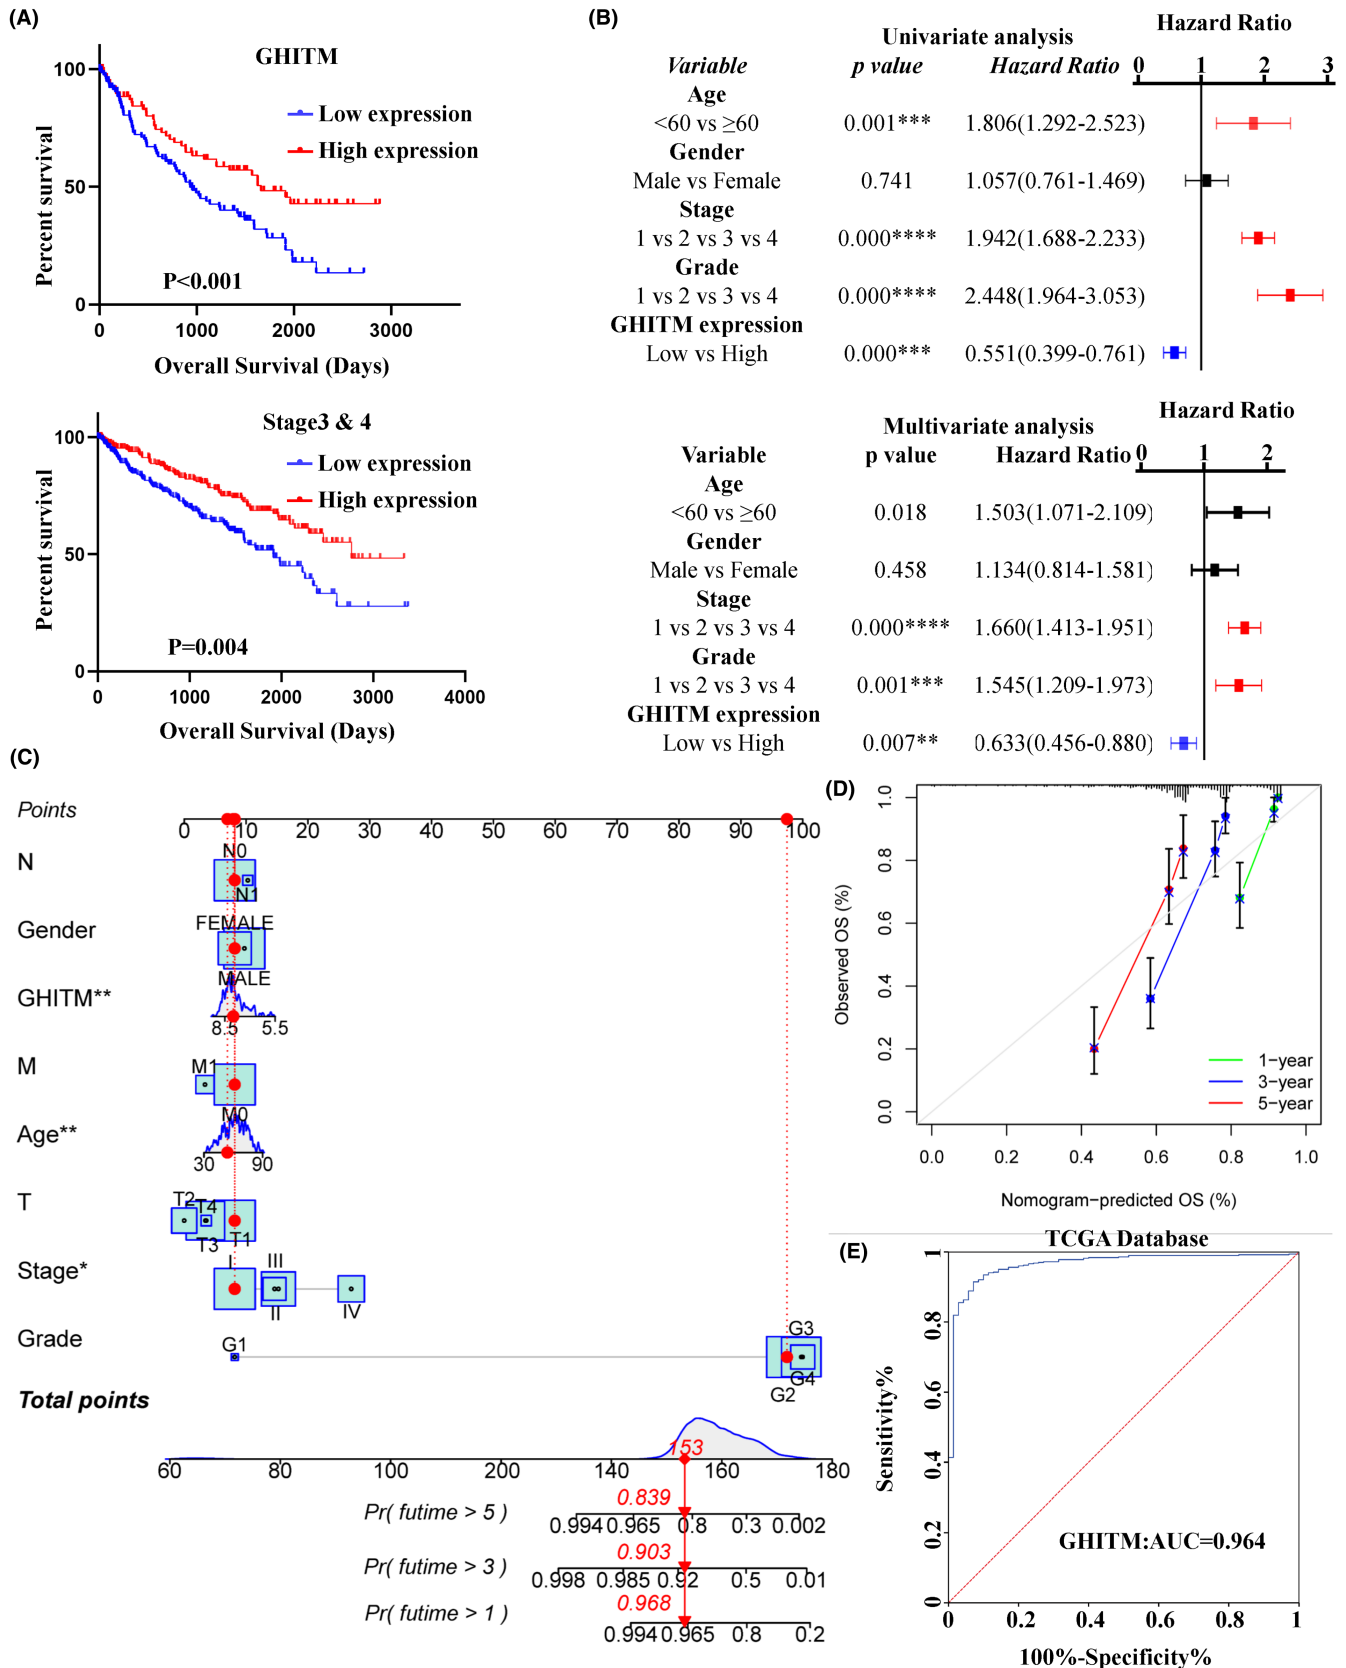 (A)
GHITM
100
50
0
Percent survival
Low expression
High expression
P<0.001
0 1000 2000 3000
Overall Survival (Days)
Stage3 & 4
100
50
0
Percent survival
Low expression
High expression
P=0.004
0 1000 2000 3000 4000
Overall Survival (Days)
(B)
Hazard Ratio
Univariate analysis
Variable p value Hazard Ratio 0 1 2 3
Age
<60 vs ≥60 0.001*** 1.806(1.292-2.523)
Gender
Male vs Female 0.741 1.057(0.761-1.469)
Stage
1 vs 2 vs 3 vs 4 0.000**** 1.942(1.688-2.233)
Grade
1 vs 2 vs 3 vs 4 0.000**** 2.448(1.964-3.053)
GHITM expression
Low vs High 0.000*** 0.551(0.399-0.761)
Hazard Ratio
Multivariate analysis
Variable p value Hazard Ratio 0 1 2
Age
<60 vs ≥60 0.018 1.503(1.071-2.109)
Gender
Male vs Female 0.458 1.134(0.814-1.581)
Stage
1 vs 2 vs 3 vs 4 0.000**** 1.660(1.413-1.951)
Grade
1 vs 2 vs 3 vs 4 0.001*** 1.545(1.209-1.973)
GHITM expression
Low vs High 0.007** 0.633(0.456-0.880)
(C)
Points
0 10 20 30 40 50 60 70 80 90 100
N
N0
N1
Gender
FEMALE
MALE
GHITM**
8.5 5.5
M
M1
M0
Age**
30 90
T
T2 T4
T3 T1
Stage*
I III
II IV
Grade
G1 G3
G4
G2
Total points
153
60 80 100 200 140 160 180
Pr( futime > 5 )
0.839
0.994 0.965 0.8 0.3 0.002
Pr( futime > 3 )
0.903
0.998 0.985 0.92 0.5 0.01
Pr( futime > 1 )
0.968
0.994 0.965 0.8 0.2
(D)
Observed OS (%)
1.0
0.8
0.6
0.4
0.2
0.0
1−year
3−year
5−year
0.0 0.2 0.4 0.6 0.8 1.0
Nomogram−predicted OS (%)
(E)
TCGA Database
Sensitivity%
1
0.8
0.6
0.4
0.2
0
GHITM:AUC=0.964
0 0.2 0.4 0.6 0.8 1
100%-Specificity%